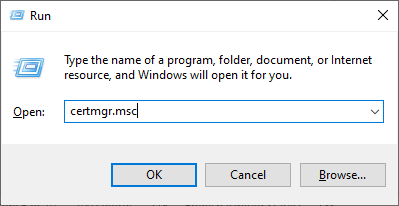 Run
Type the name of a program, folder, document, or Internet
resource, and Windows will open it for you.
Open: certmgr.msc
OK Cancel Browse...